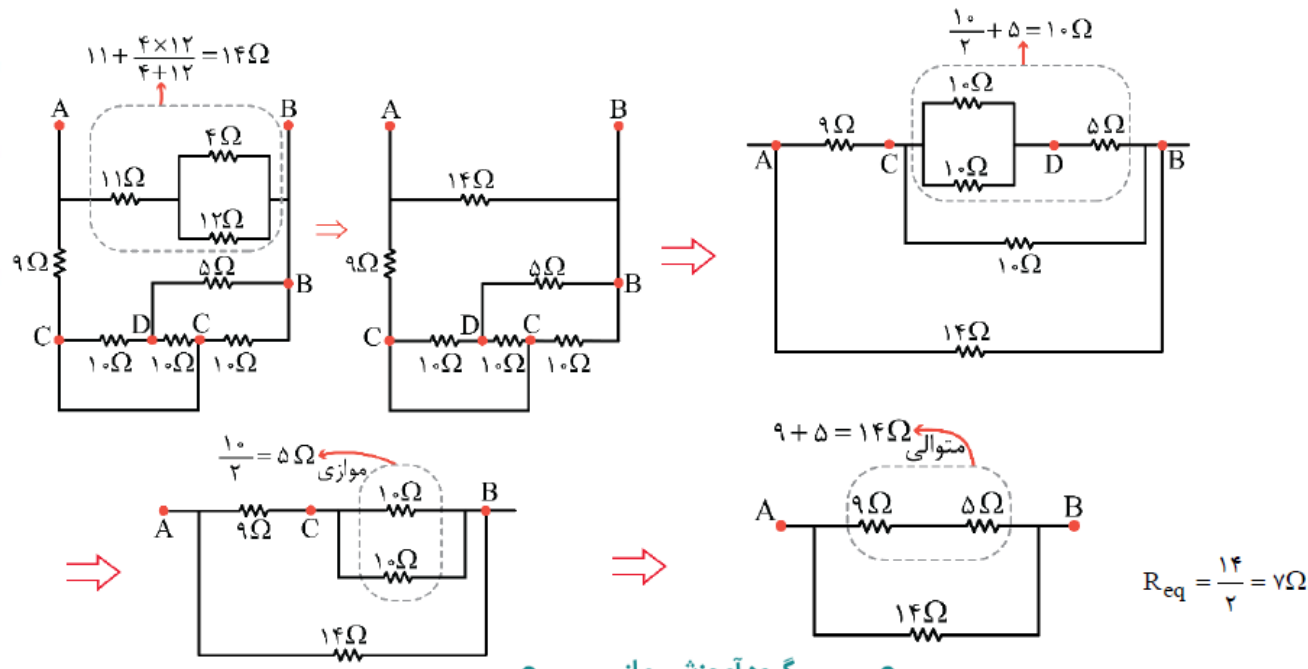 ۱۱ + (۴×۱۲)/(۴+۱۲) = ۱۴Ω
A
B
۴Ω
۱۱Ω
۱۲Ω
۹Ω
۵Ω
B
C
D
C
۱۰Ω
۱۰Ω
۱۰Ω
⇒
A
B
۱۴Ω
۹Ω
۵Ω
B
C
D
C
۱۰Ω
۱۰Ω
۱۰Ω
⇒
۱۰/۲ + ۵ = ۱۰Ω
۱۰Ω
۹Ω
۵Ω
A
C
D
B
۱۰Ω
۱۰Ω
۱۴Ω
⇒
۱۰/۲ = ۵Ω
موازی
۱۰Ω
B
A
۹Ω
C
۱۰Ω
۱۴Ω
⇒
۹ + ۵ = ۱۴Ω
متوالی
A
۹Ω
۵Ω
B
۱۴Ω
R_eq = ۱۴/۲ = ۷Ω